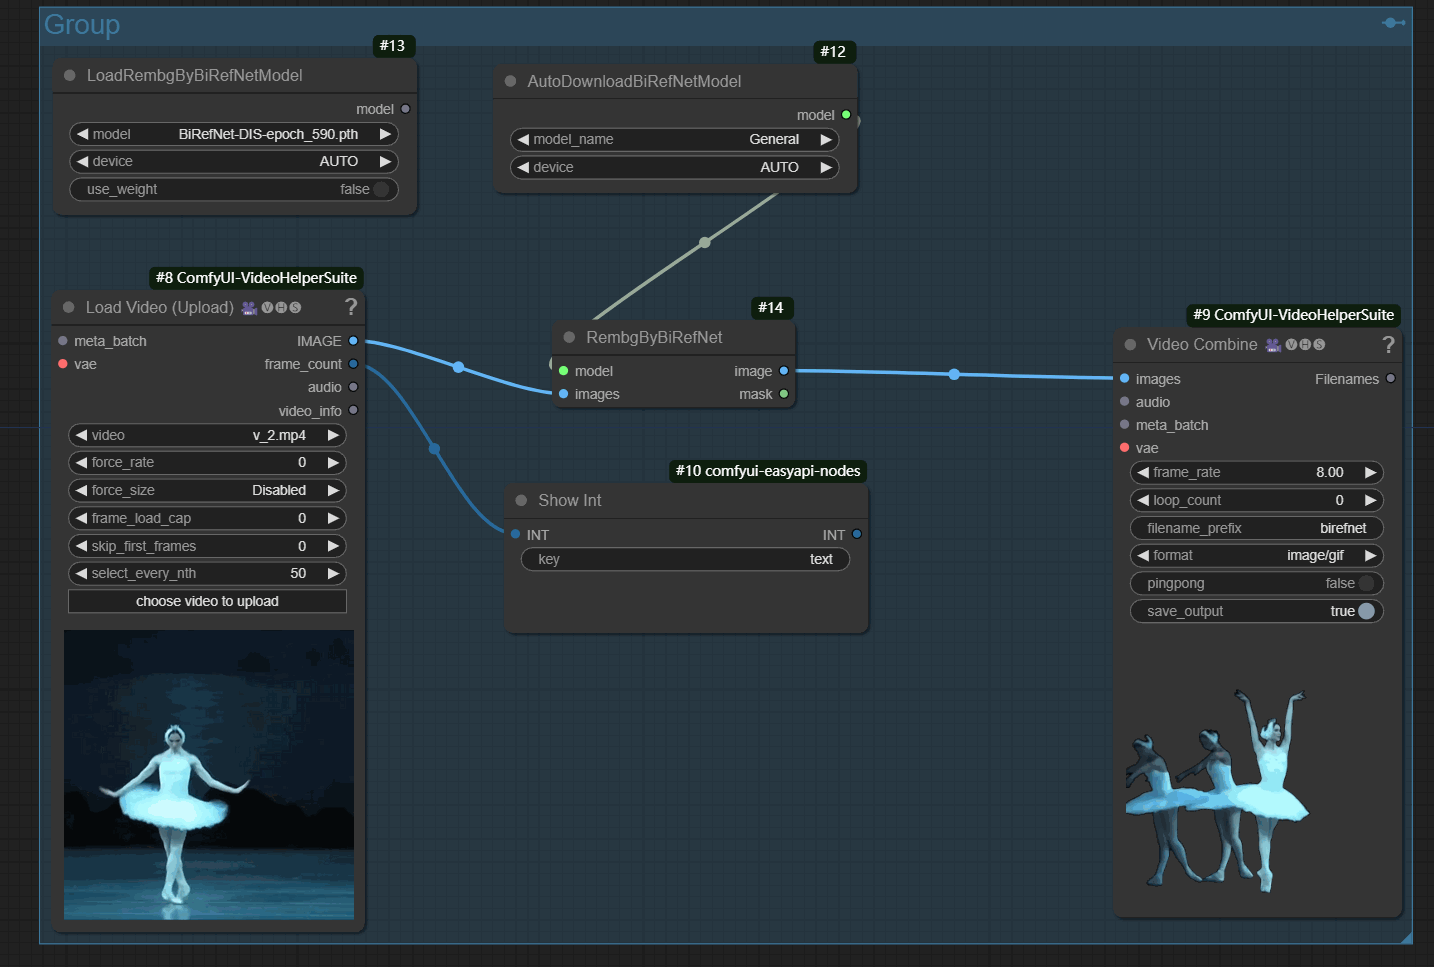 Group
#13
LoadRembgByBiRefNetModel
model
model BiRefNet-DIS-epoch_590.pth
device AUTO
use_weight false
#12
AutoDownloadBiRefNetModel
model
model_name General
device AUTO
#8 ComfyUI-VideoHelperSuite
Load Video (Upload) 🎥🅥🅗🅢 ?
meta_batch IMAGE
vae frame_count
audio
video_info
video v_2.mp4
force_rate 0
force_size Disabled
frame_load_cap 0
skip_first_frames 0
select_every_nth 50
choose video to upload
#14
RembgByBiRefNet
model image
images mask
#10 comfyui-easyapi-nodes
Show Int
INT INT
key text
#9 ComfyUI-VideoHelperSuite
Video Combine 🎥🅥🅗🅢 ?
images Filenames
audio
meta_batch
vae
frame_rate 8.00
loop_count 0
filename_prefix birefnet
format image/gif
pingpong false
save_output true